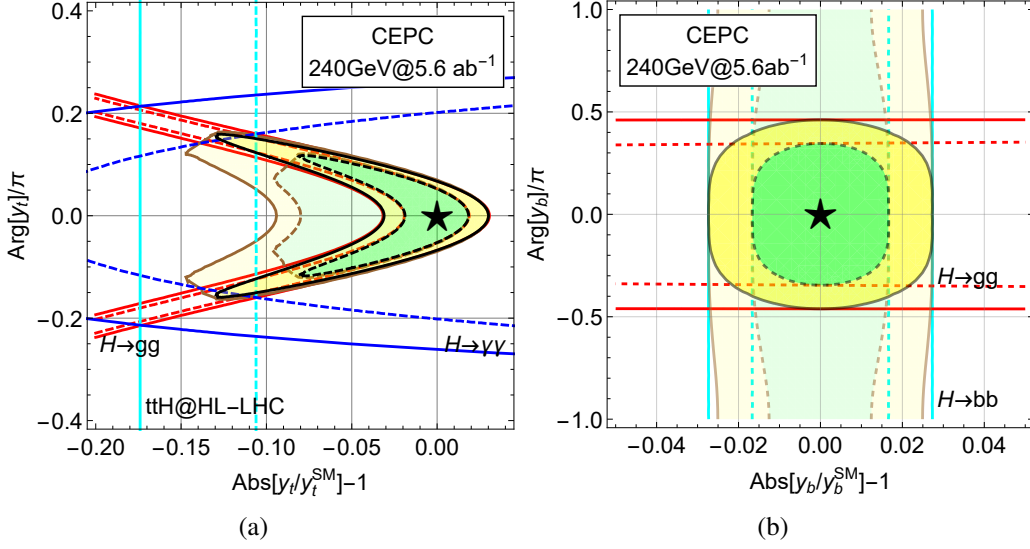 CEPC
240GeV@5.6 ab⁻¹
0.4
0.2
0.0
−0.2
−0.4
Arg[yₜ]/π
H→gg
H→γγ
ttH@HL−LHC
−0.20
−0.15
−0.10
−0.05
0.00
Abs[yₜ/yₜ^SM]−1
(a)
CEPC
240GeV@5.6ab⁻¹
1.0
0.5
0.0
−0.5
−1.0
Arg[y_b]/π
H→gg
H→bb
−0.04
−0.02
0.00
0.02
0.04
Abs[y_b/y_b^SM]−1
(b)